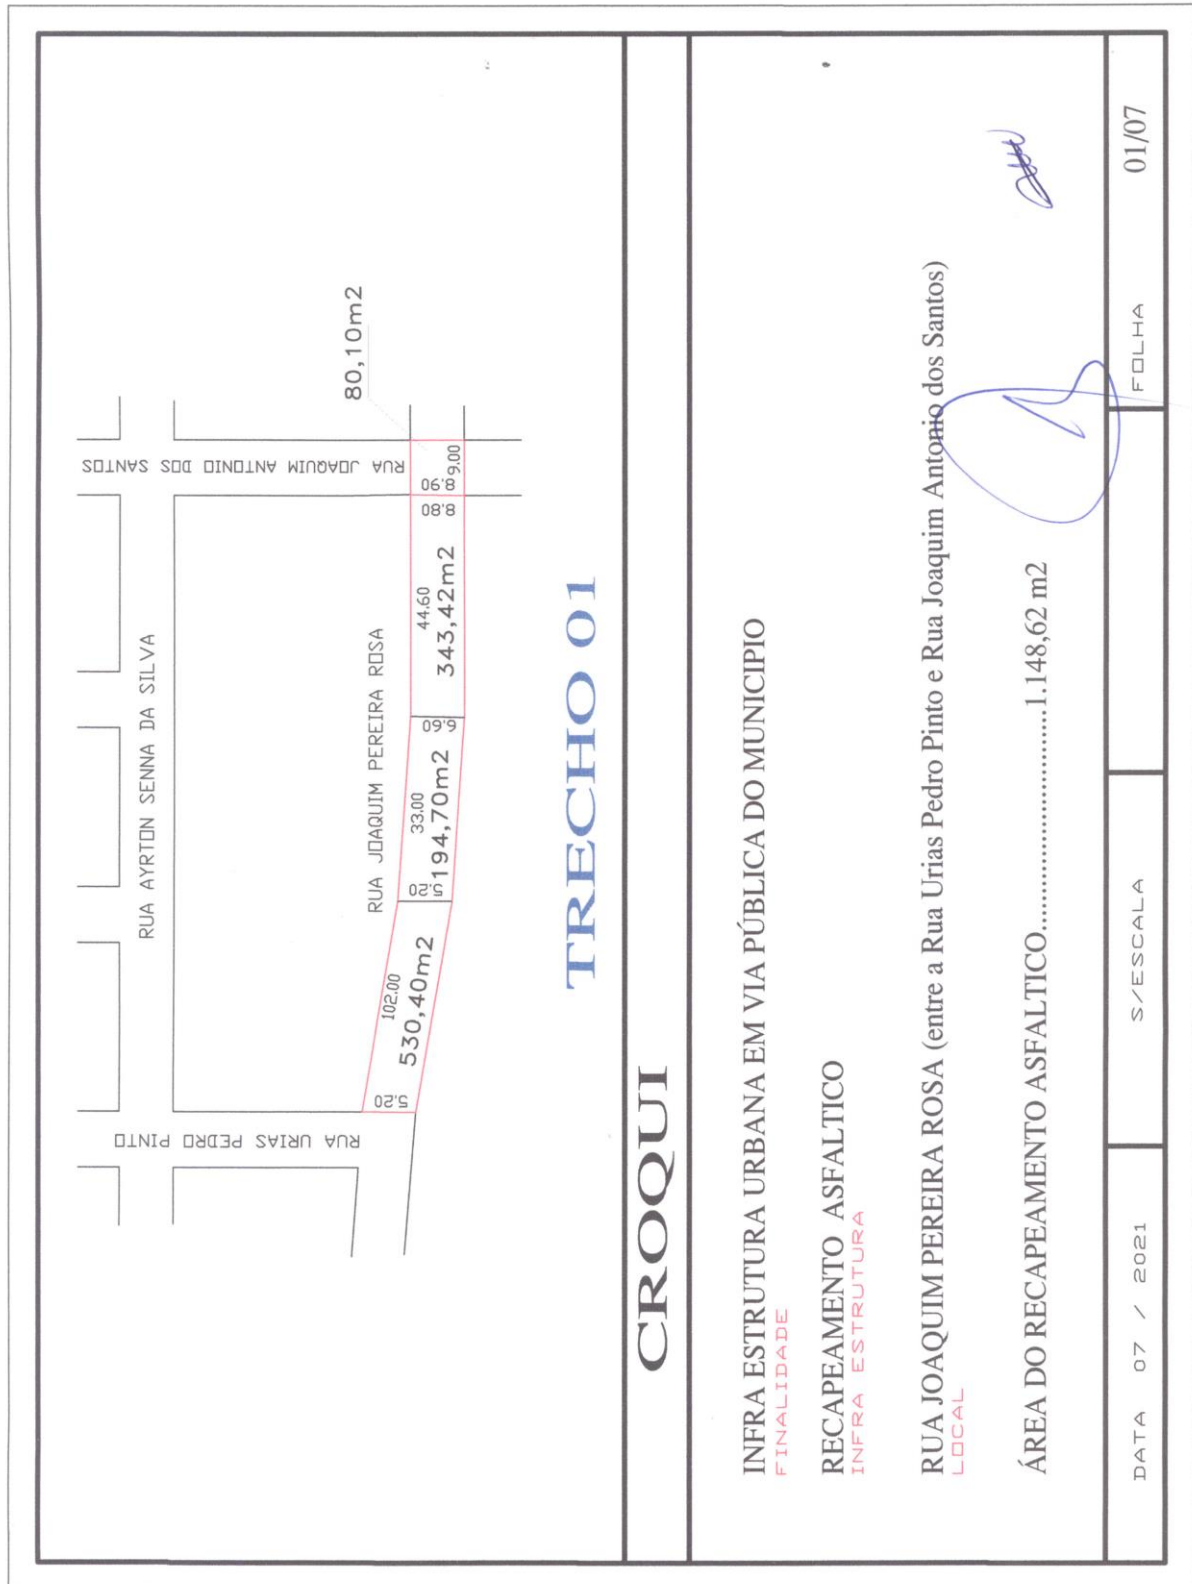 RUA AYRTON SENNA DA SILVA
RUA URIAS PEDRO PINTO
RUA JOAQUIM ANTONIO DOS SANTOS
RUA JOAQUIM PEREIRA ROSA
80,10m2
5.20
102.00
530,40m2
5.20
33.00
194,70m2
6.60
44.60
343,42m2
8.80
8.90
9.00
TRECHO 01
CROQUI
INFRA ESTRUTURA URBANA EM VIA PÚBLICA DO MUNICIPIO
FINALIDADE
RECAPEAMENTO ASFALTICO
INFRA ESTRUTURA
RUA JOAQUIM PEREIRA ROSA (entre a Rua Urias Pedro Pinto e Rua Joaquim Antonio dos Santos)
LOCAL
ÁREA DO RECAPEAMENTO ASFALTICO........................................1.148,62 m2
DATA 07 / 2021
S/ESCALA
FOLHA 01/07